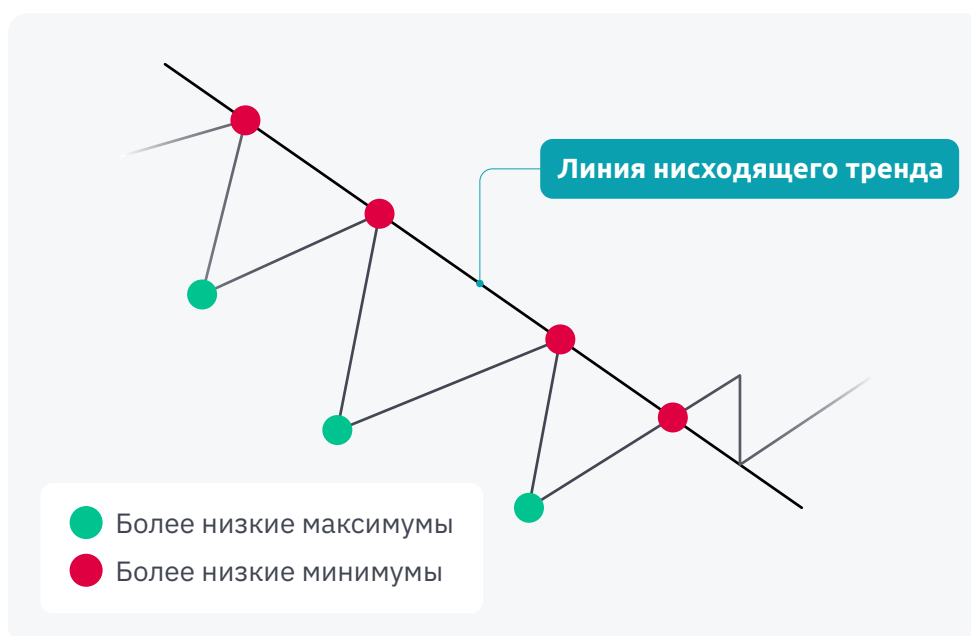 Линия нисходящего тренда
Более низкие максимумы
Более низкие минимумы